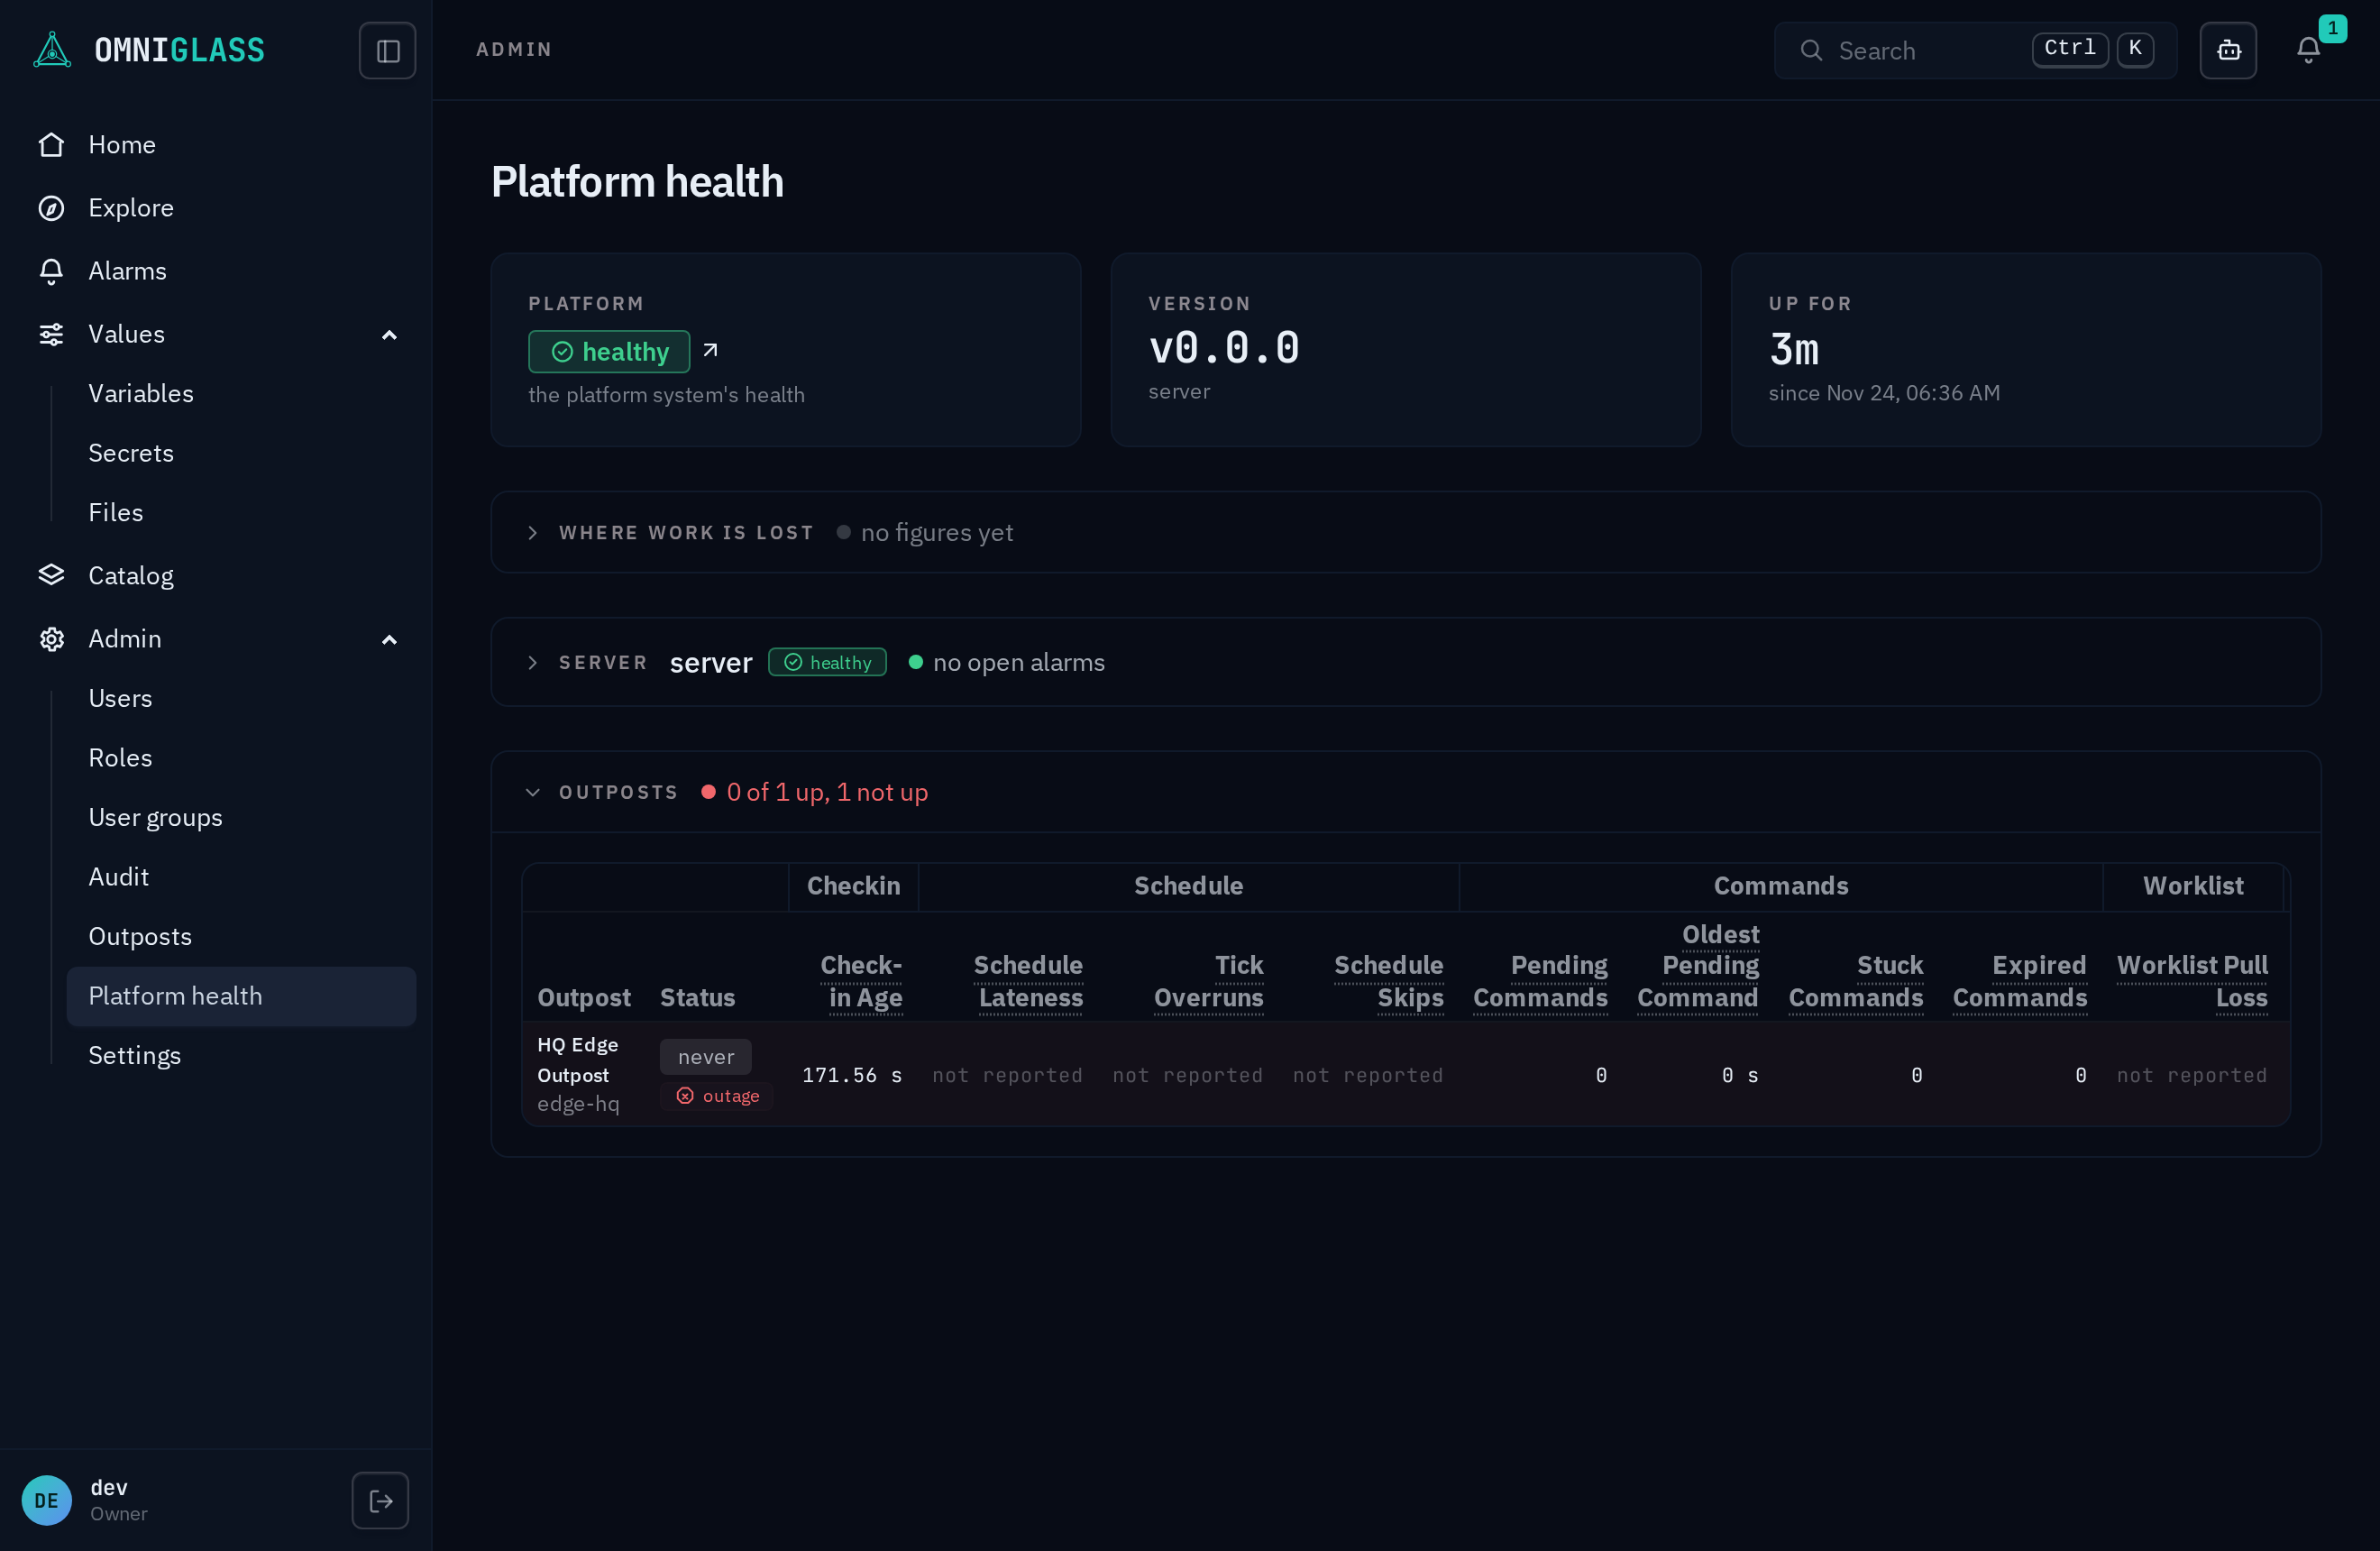 OMNIGLASS
ADMIN
Search
Ctrl
K
1
Home
Explore
Alarms
Values
Variables
Secrets
Files
Catalog
Admin
Users
Roles
User groups
Audit
Outposts
Platform health
Settings
DE
dev
Owner
Platform health
PLATFORM
healthy
the platform system's health
VERSION
v0.0.0
server
UP FOR
3m
since Nov 24, 06:36 AM
WHERE WORK IS LOST
no figures yet
SERVER
server
healthy
no open alarms
OUTPOSTS
0 of 1 up, 1 not up
Checkin
Schedule
Commands
Worklist
Outpost
Status
Check-
in Age
Schedule
Lateness
Tick
Overruns
Schedule
Skips
Pending
Commands
Oldest
Pending
Command
Stuck
Commands
Expired
Commands
Worklist Pull
Loss
HQ Edge
Outpost
edge-hq
never
outage
171.56 s
not reported
not reported
not reported
0
0 s
0
0
not reported